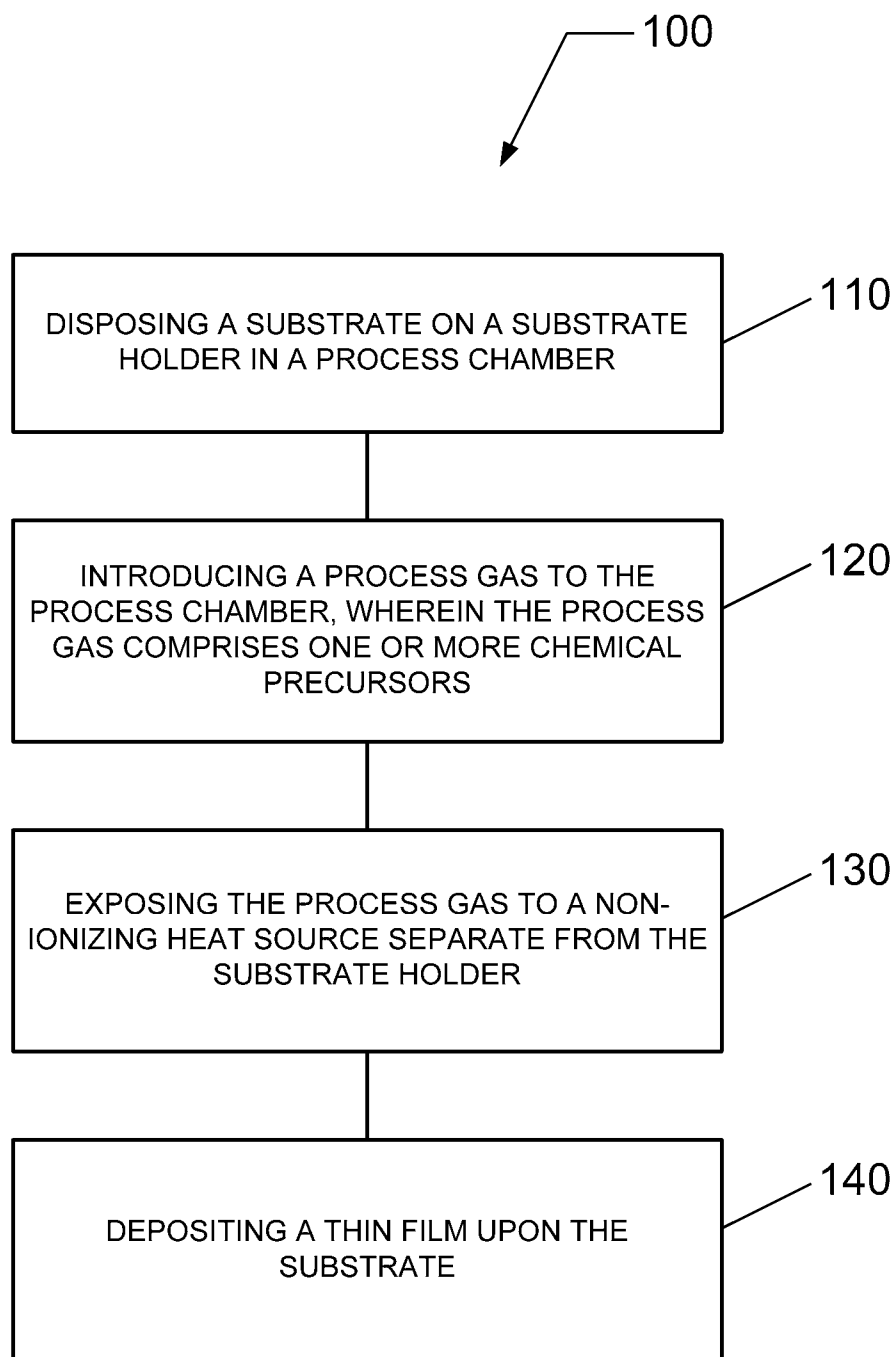 100
110
DISPOSING A SUBSTRATE ON A SUBSTRATE
HOLDER IN A PROCESS CHAMBER
120
INTRODUCING A PROCESS GAS TO THE
PROCESS CHAMBER, WHEREIN THE PROCESS
GAS COMPRISES ONE OR MORE CHEMICAL
PRECURSORS
130
EXPOSING THE PROCESS GAS TO A NON-
IONIZING HEAT SOURCE SEPARATE FROM THE
SUBSTRATE HOLDER
140
DEPOSITING A THIN FILM UPON THE
SUBSTRATE